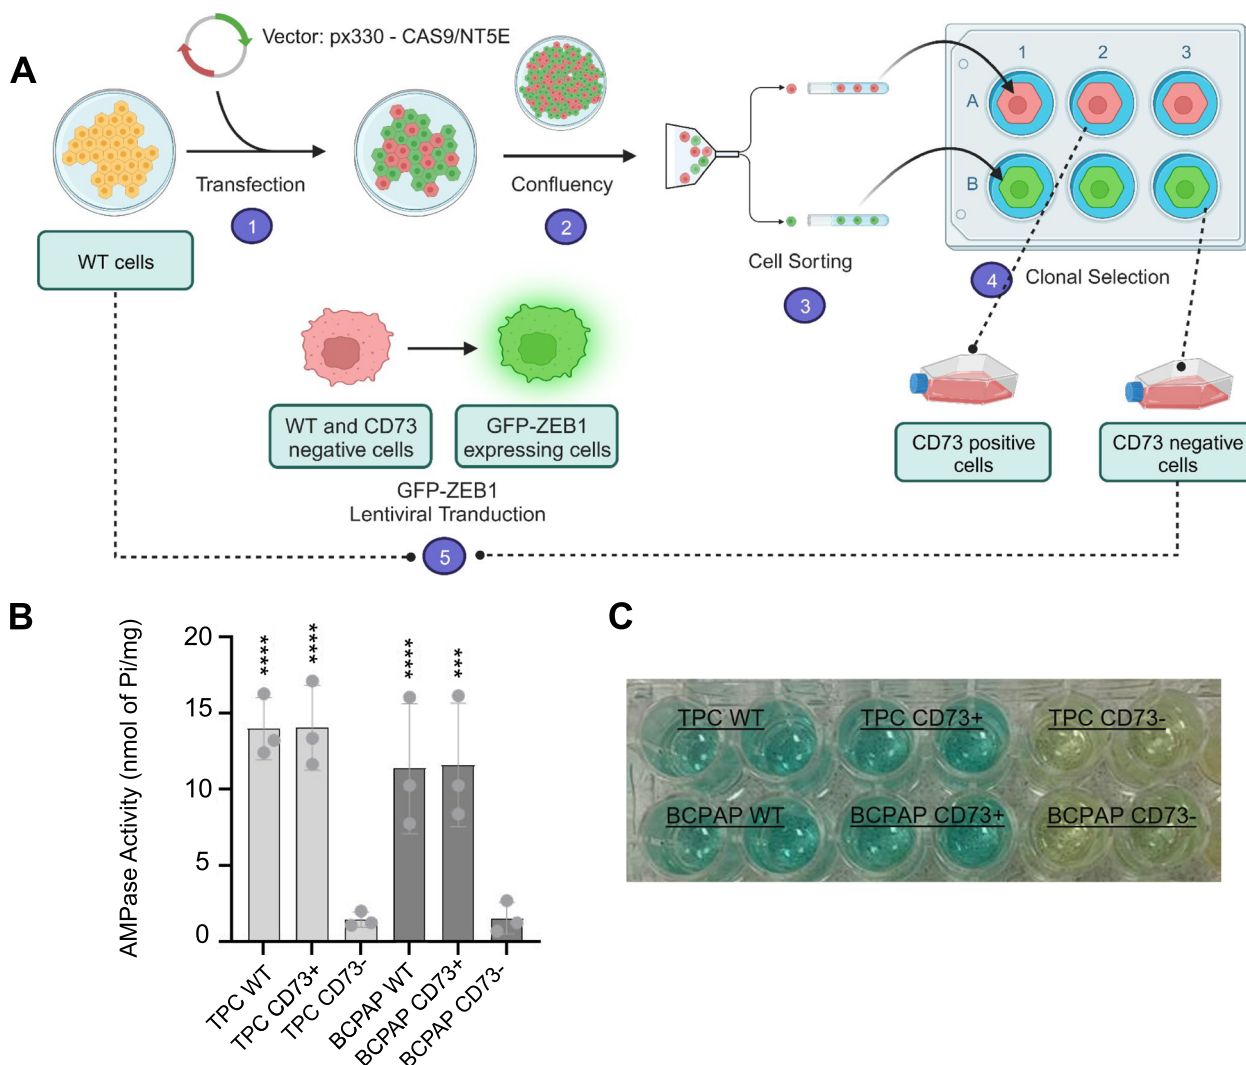 A
Vector: px330 - CAS9/NT5E
Transfection
1
Confluency
2
WT cells
Cell Sorting
3
1 2 3
A
B
4 Clonal Selection
WT and CD73
negative cells
GFP-ZEB1
expressing cells
GFP-ZEB1
Lentiviral Tranduction
5
CD73 positive
cells
CD73 negative
cells
B
AMPase Activity (nmol of Pi/mg)
20
15
10
5
0
**** **** **** ***
TPC WT
TPC CD73+
TPC CD73-
BCPAP WT
BCPAP CD73+
BCPAP CD73-
C
TPC WT TPC CD73+ TPC CD73-
BCPAP WT BCPAP CD73+ BCPAP CD73-